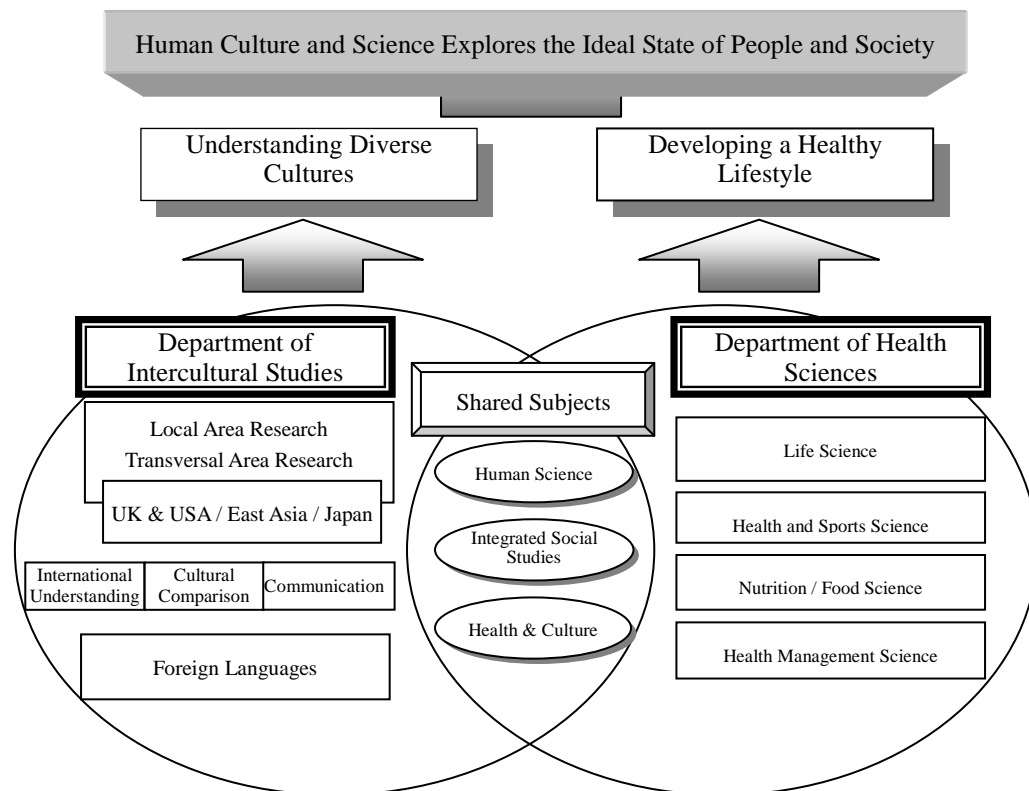 Human Culture and Science Explores the Ideal State of People and Society
Understanding Diverse
Cultures
Developing a Healthy
Lifestyle
Department of
Intercultural Studies
Local Area Research
Transversal Area Research
UK & USA / East Asia / Japan
International
Understanding
Cultural
Comparison
Communication
Foreign Languages
Shared Subjects
Human Science
Integrated Social
Studies
Health & Culture
Department of Health
Sciences
Life Science
Health and Sports Science
Nutrition / Food Science
Health Management Science